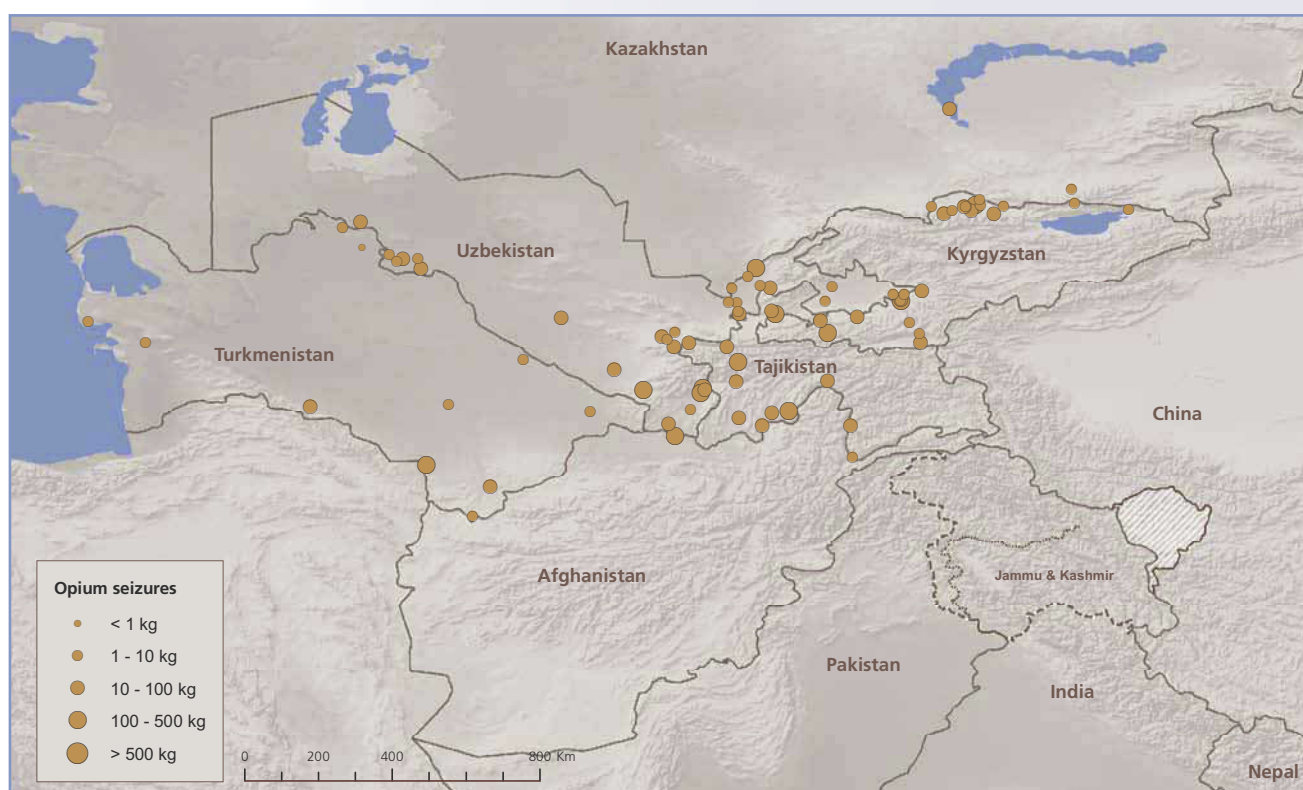 Kazakhstan
Uzbekistan
Kyrgyzstan
Turkmenistan
Tajikistan
China
Afghanistan
Jammu & Kashmir
Pakistan
India
Nepal
Opium seizures
< 1 kg
1 - 10 kg
10 - 100 kg
100 - 500 kg
> 500 kg
0 200 400 800 Km